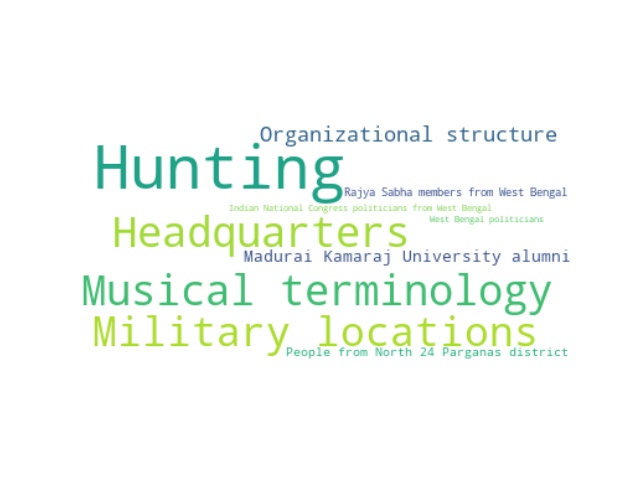 Organizational structure
Hunting
Rajya Sabha members from West Bengal
Indian National Congress politicians from West Bengal
West Bengal politicians
Headquarters
Madurai Kamaraj University alumni
Musical terminology
Military locations
People from North 24 Parganas district